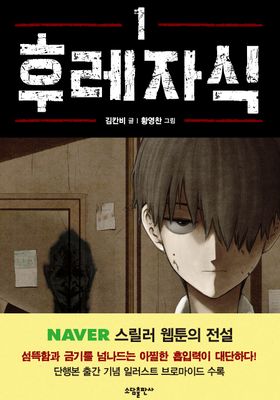 1
후레자식
김칸비 글 | 황영찬 그림
NAVER 스릴러 웹툰의 전설
섬뜩함과 금기를 넘나드는 아찔한 흡입력이 대단하다!
단행본 출간 기념 일러스트 브로마이드 수록
소담출판사